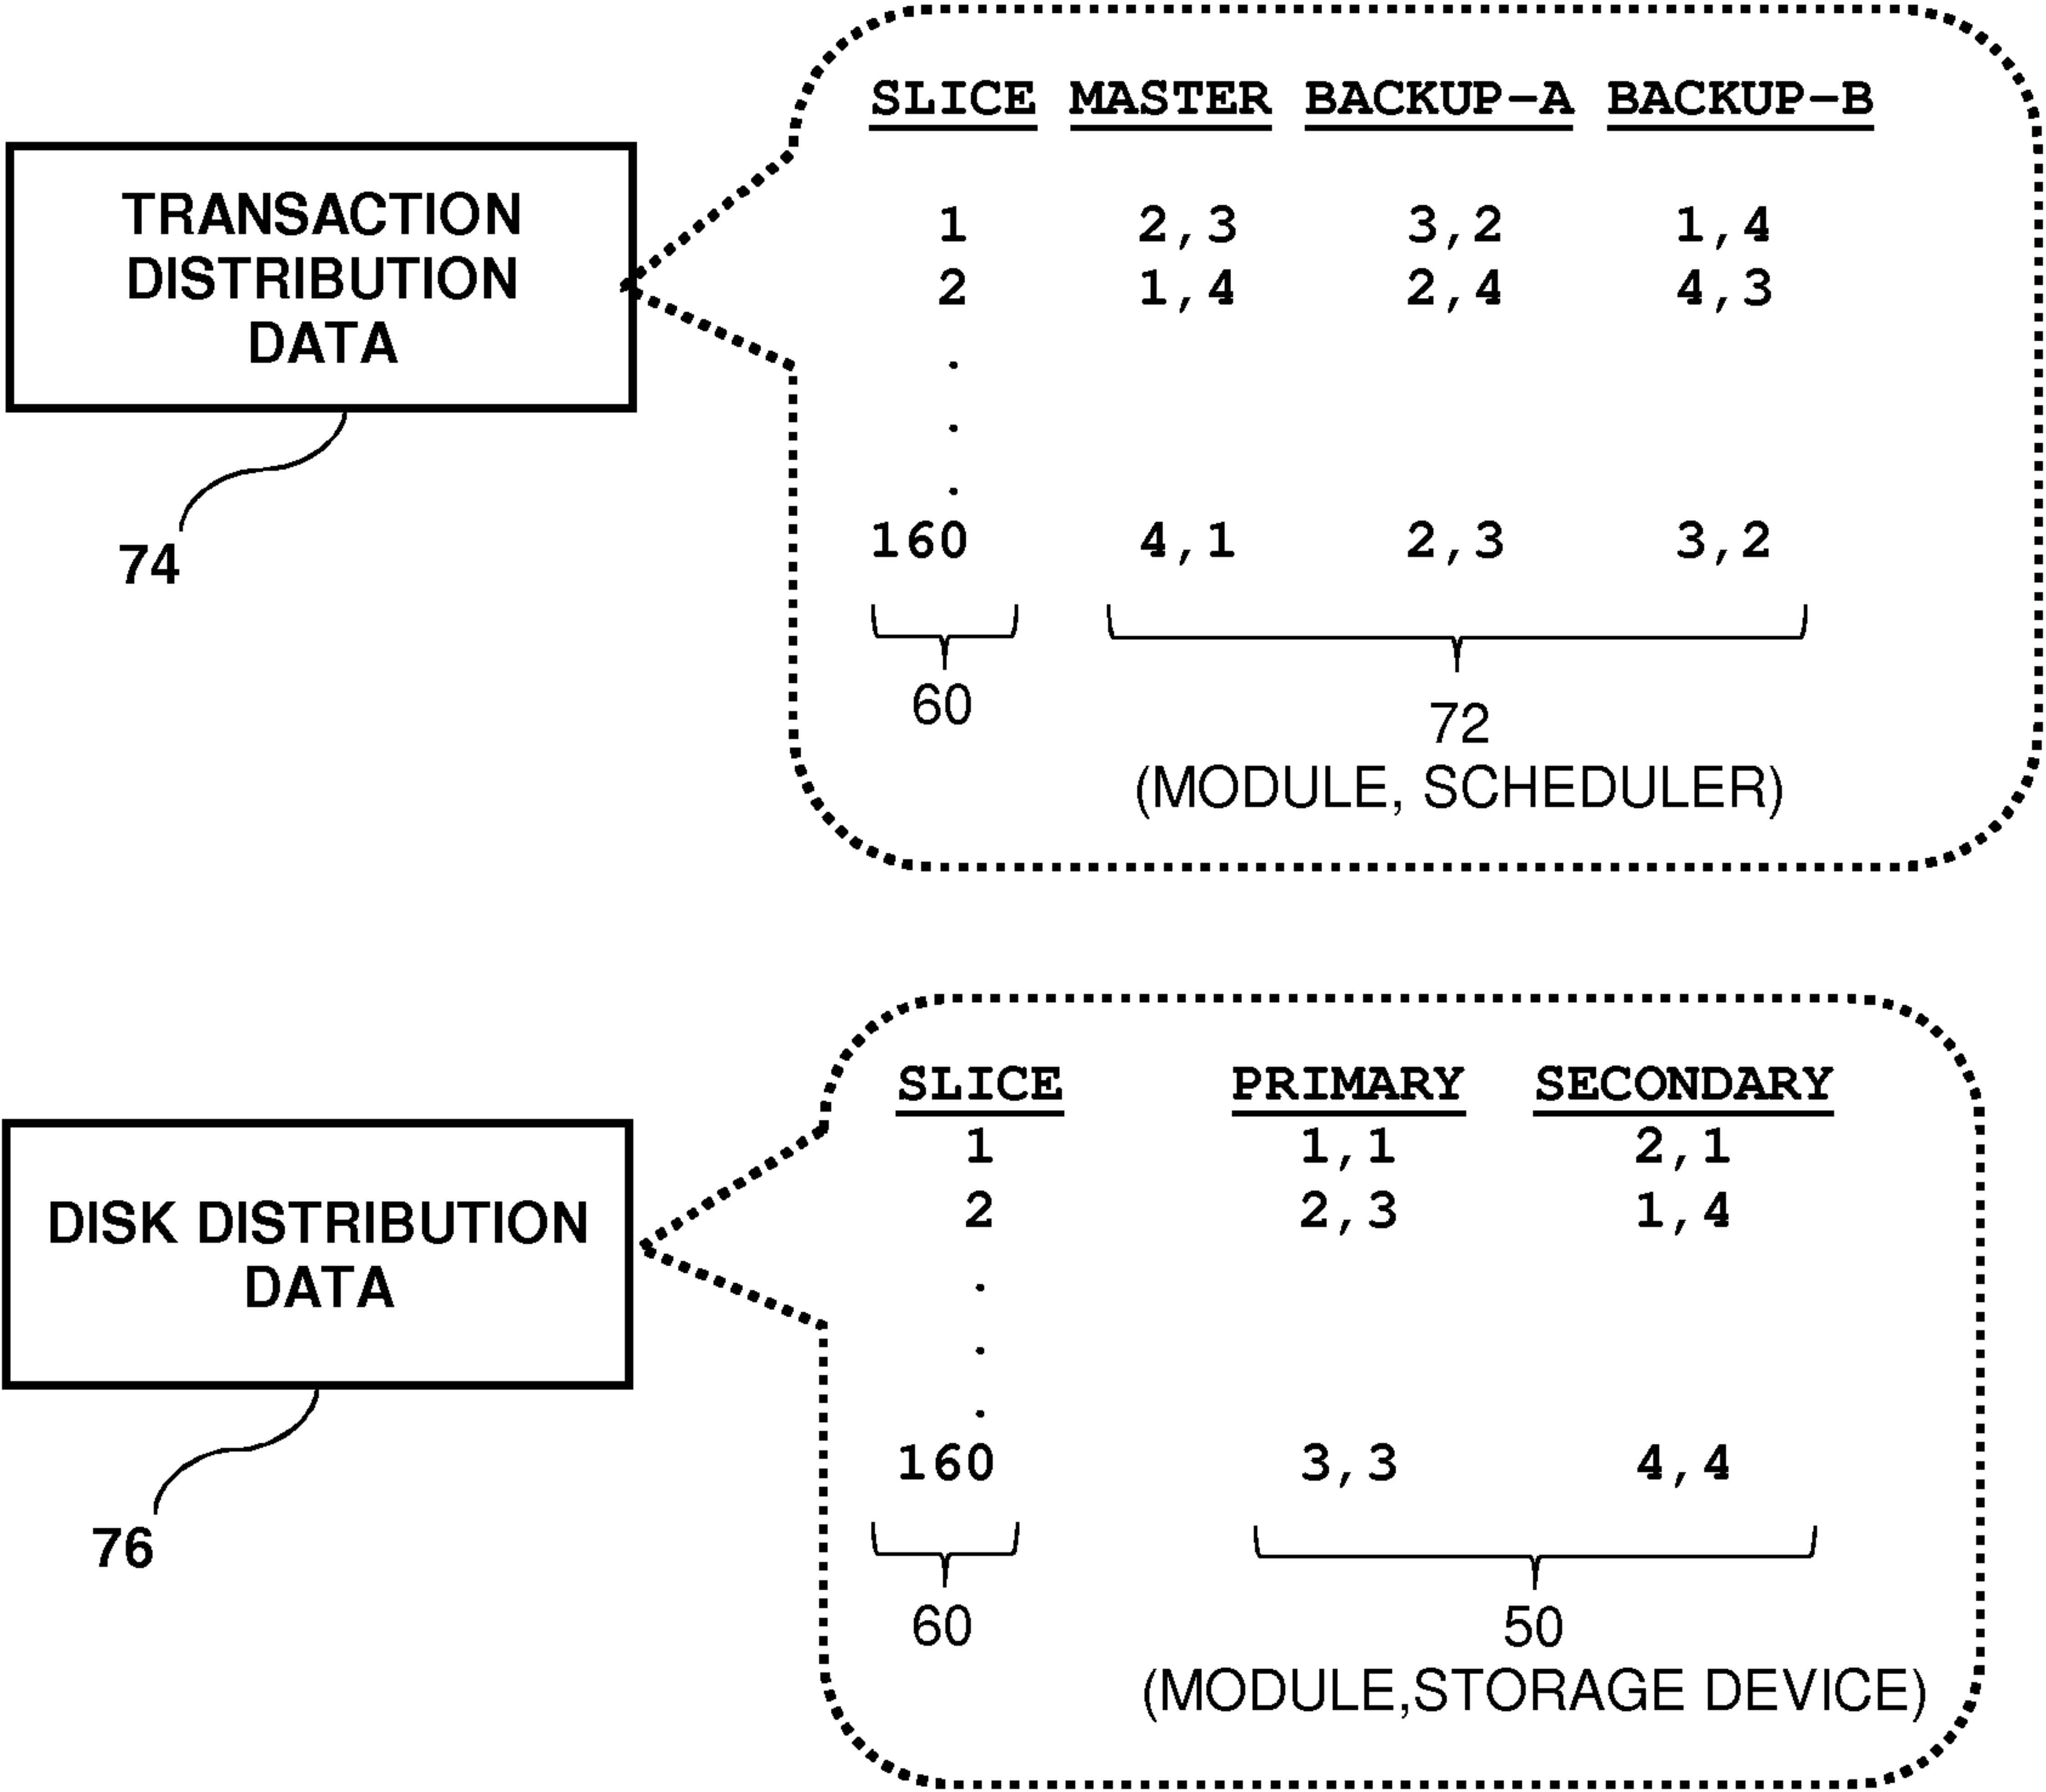 TRANSACTION
DISTRIBUTION
DATA
74
SLICE MASTER BACKUP-A BACKUP-B
1 2,3 3,2 1,4
2 1,4 2,4 4,3
.
.
.
160 4,1 2,3 3,2
60
72
(MODULE, SCHEDULER)
DISK DISTRIBUTION
DATA
76
SLICE PRIMARY SECONDARY
1 1,1 2,1
2 2,3 1,4
.
.
.
160 3,3 4,4
60
50
(MODULE,STORAGE DEVICE)